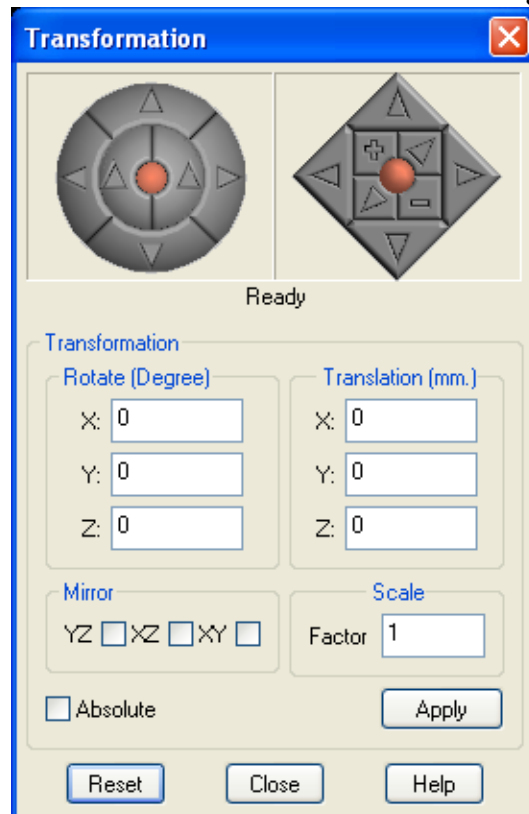 Transformation
Ready
Transformation
Rotate (Degree) Translation (mm.)
X: 0 X: 0
Y: 0 Y: 0
Z: 0 Z: 0
Mirror Scale
YZ XZ XY Factor 1
Absolute Apply
Reset Close Help